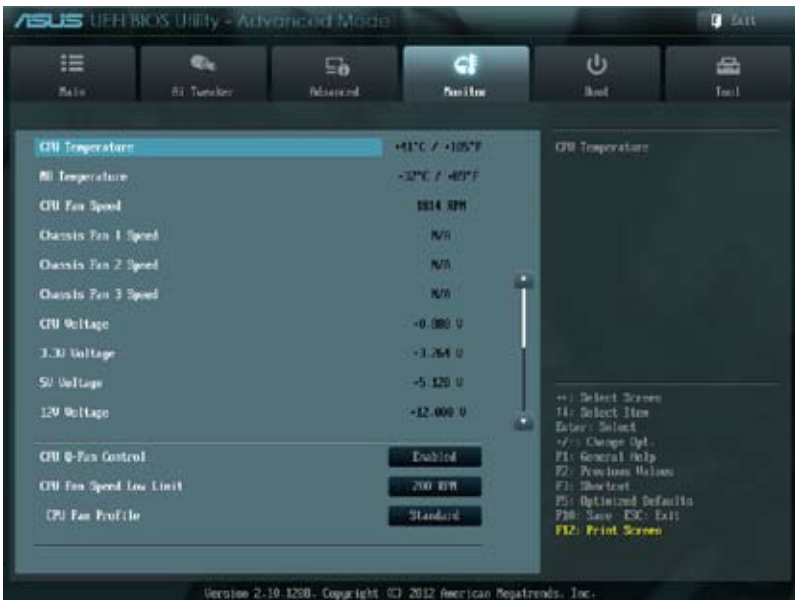 ASUS UEFI BIOS Utility - Advanced Mode
Exit
Main
Ai Tweaker
Advanced
Monitor
Boot
Tool
CPU Temperature +41°C / +105°F
MB Temperature +32°C / +89°F
CPU Fan Speed 1814 RPM
Chassis Fan 1 Speed N/A
Chassis Fan 2 Speed N/A
Chassis Fan 3 Speed N/A
CPU Voltage
3.3V Voltage +3.264 V
5V Voltage +5.120 V
12V Voltage +12.000 V
CPU Q-Fan Control Enabled
CPU Fan Speed Low Limit 200 RPM
CPU Fan Profile Standard
CPU Temperature
→←: Select Screen
↑↓: Select Item
Enter: Select
+/-: Change Opt.
F1: General Help
F2: Previous Values
F3: Shortcut
F5: Optimized Defaults
F10: Save ESC: Exit
F12: Print Screen
Version 2.10.1208. Copyright (C) 2012 American Megatrends, Inc.